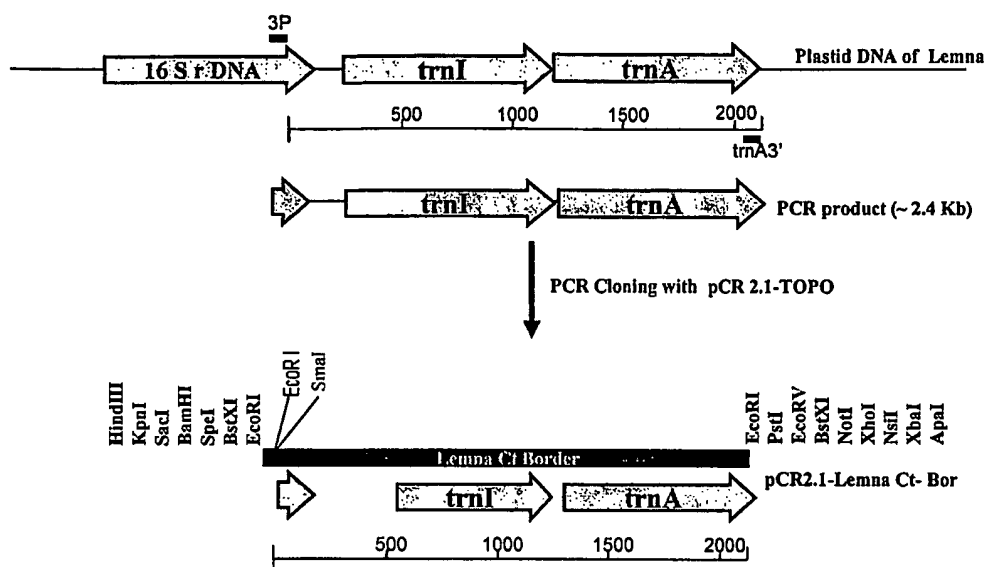 3P
16 S r DNA
trnI
trnA
Plastid DNA of Lemna
500
1000
1500
2000
trnA3'
trnI
trnA
PCR product (~ 2.4 Kb)
PCR Cloning with pCR 2.1-TOPO
HindIII
KpnI
SacI
BamHI
SpeI
BstXI
EcoRI
EcoRI
SmaI
EcoRI
PstI
EcoRV
BstXI
NotI
XhoI
NsiI
XbaI
ApaI
Lemna Ct Border
pCR2.1-Lemna Ct- Bor
trnI
trnA
500
1000
1500
2000